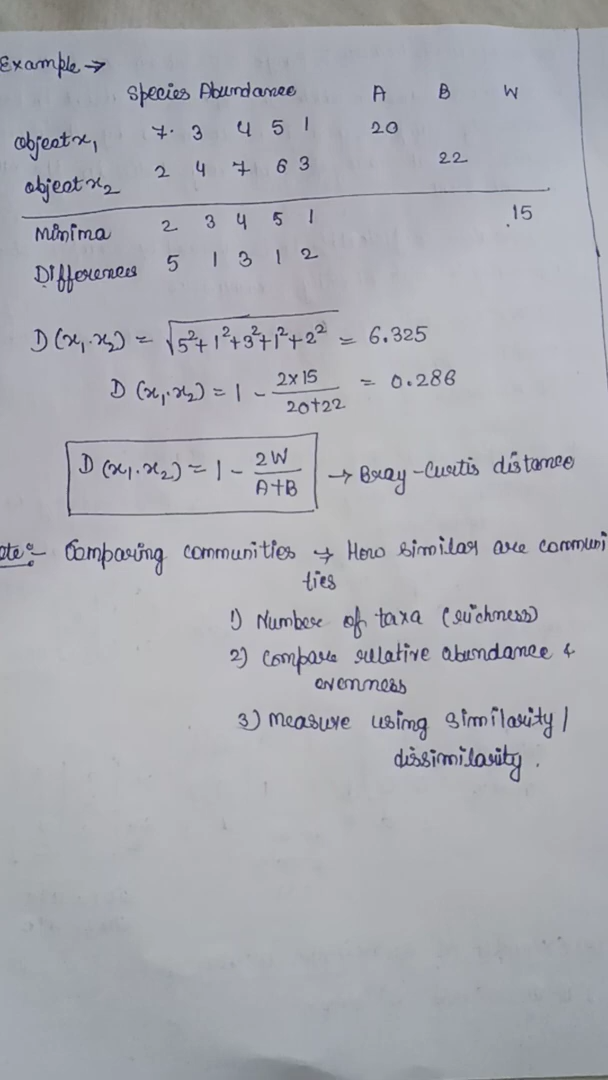 Example →
Species Abundance A B W
object x₁ 7. 3 4 5 1 20
object x₂ 2 4 7 6 3 22
Minima 2 3 4 5 1 .15
Differences 5 1 3 1 2
D(x₁.x₂) = √5²+1²+3²+1²+2² = 6.325
D(x₁.x₂) = 1 - 2x15/20+22 = 0.286
D(x₁.x₂) = 1 - 2W/A+B → Bray-Curtis distance
ote:- Comparing communities → How similar are communi
ties
1) Number of taxa (richness)
2) Compare relative abundance &
evenness
3) Measure using similarity /
dissimilarity.